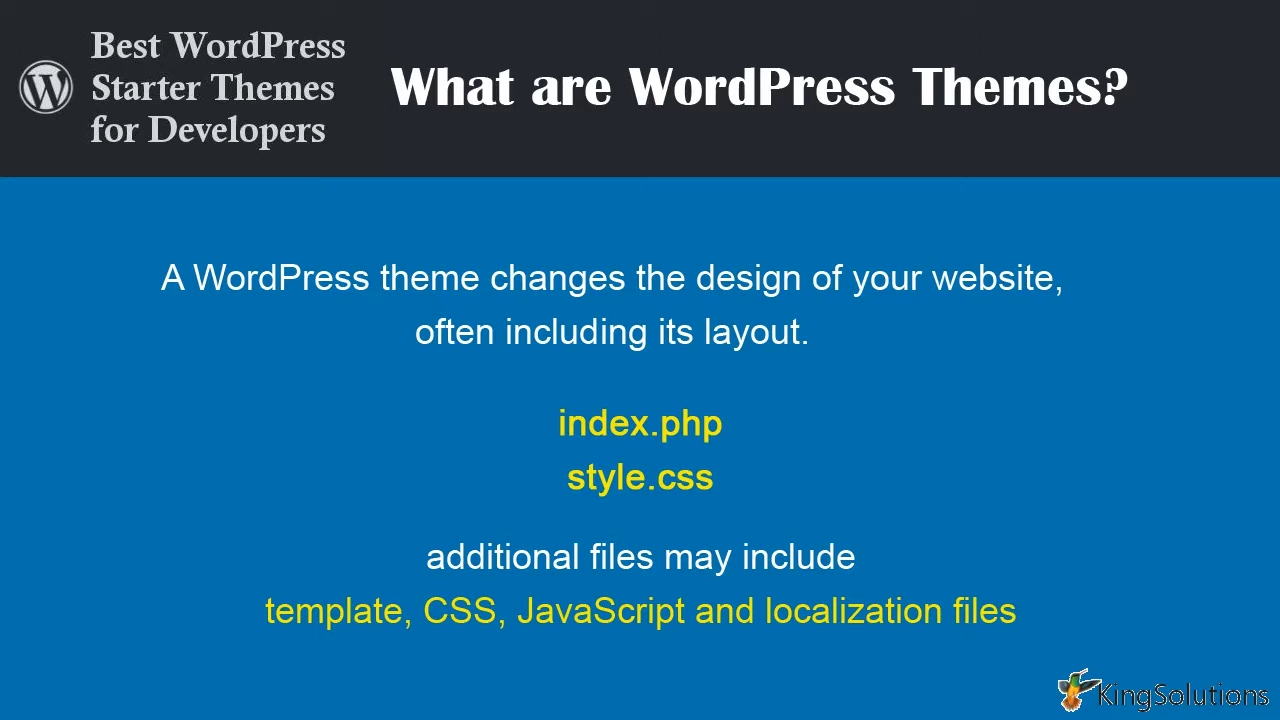 Best WordPress
Starter Themes
for Developers
What are WordPress Themes?
A WordPress theme changes the design of your website,
often including its layout.
index.php
style.css
additional files may include
template, CSS, JavaScript and localization files
KingSolutions